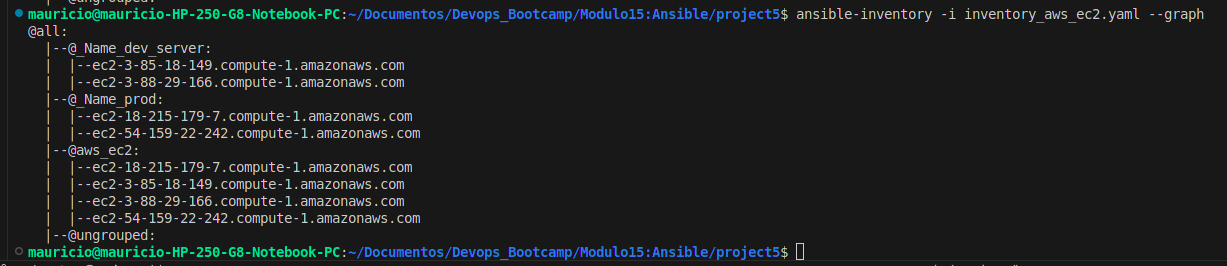 mauricio@mauricio-HP-250-G8-Notebook-PC:~/Documentos/Devops_Bootcamp/Modulo15:Ansible/project5$ ansible-inventory -i inventory_aws_ec2.yaml --graph
@all:
  |--@_Name_dev_server:
  |  |--ec2-3-85-18-149.compute-1.amazonaws.com
  |  |--ec2-3-88-29-166.compute-1.amazonaws.com
  |--@_Name_prod:
  |  |--ec2-18-215-179-7.compute-1.amazonaws.com
  |  |--ec2-54-159-22-242.compute-1.amazonaws.com
  |--@aws_ec2:
  |  |--ec2-18-215-179-7.compute-1.amazonaws.com
  |  |--ec2-3-85-18-149.compute-1.amazonaws.com
  |  |--ec2-3-88-29-166.compute-1.amazonaws.com
  |  |--ec2-54-159-22-242.compute-1.amazonaws.com
  |--@ungrouped:
mauricio@mauricio-HP-250-G8-Notebook-PC:~/Documentos/Devops_Bootcamp/Modulo15:Ansible/project5$